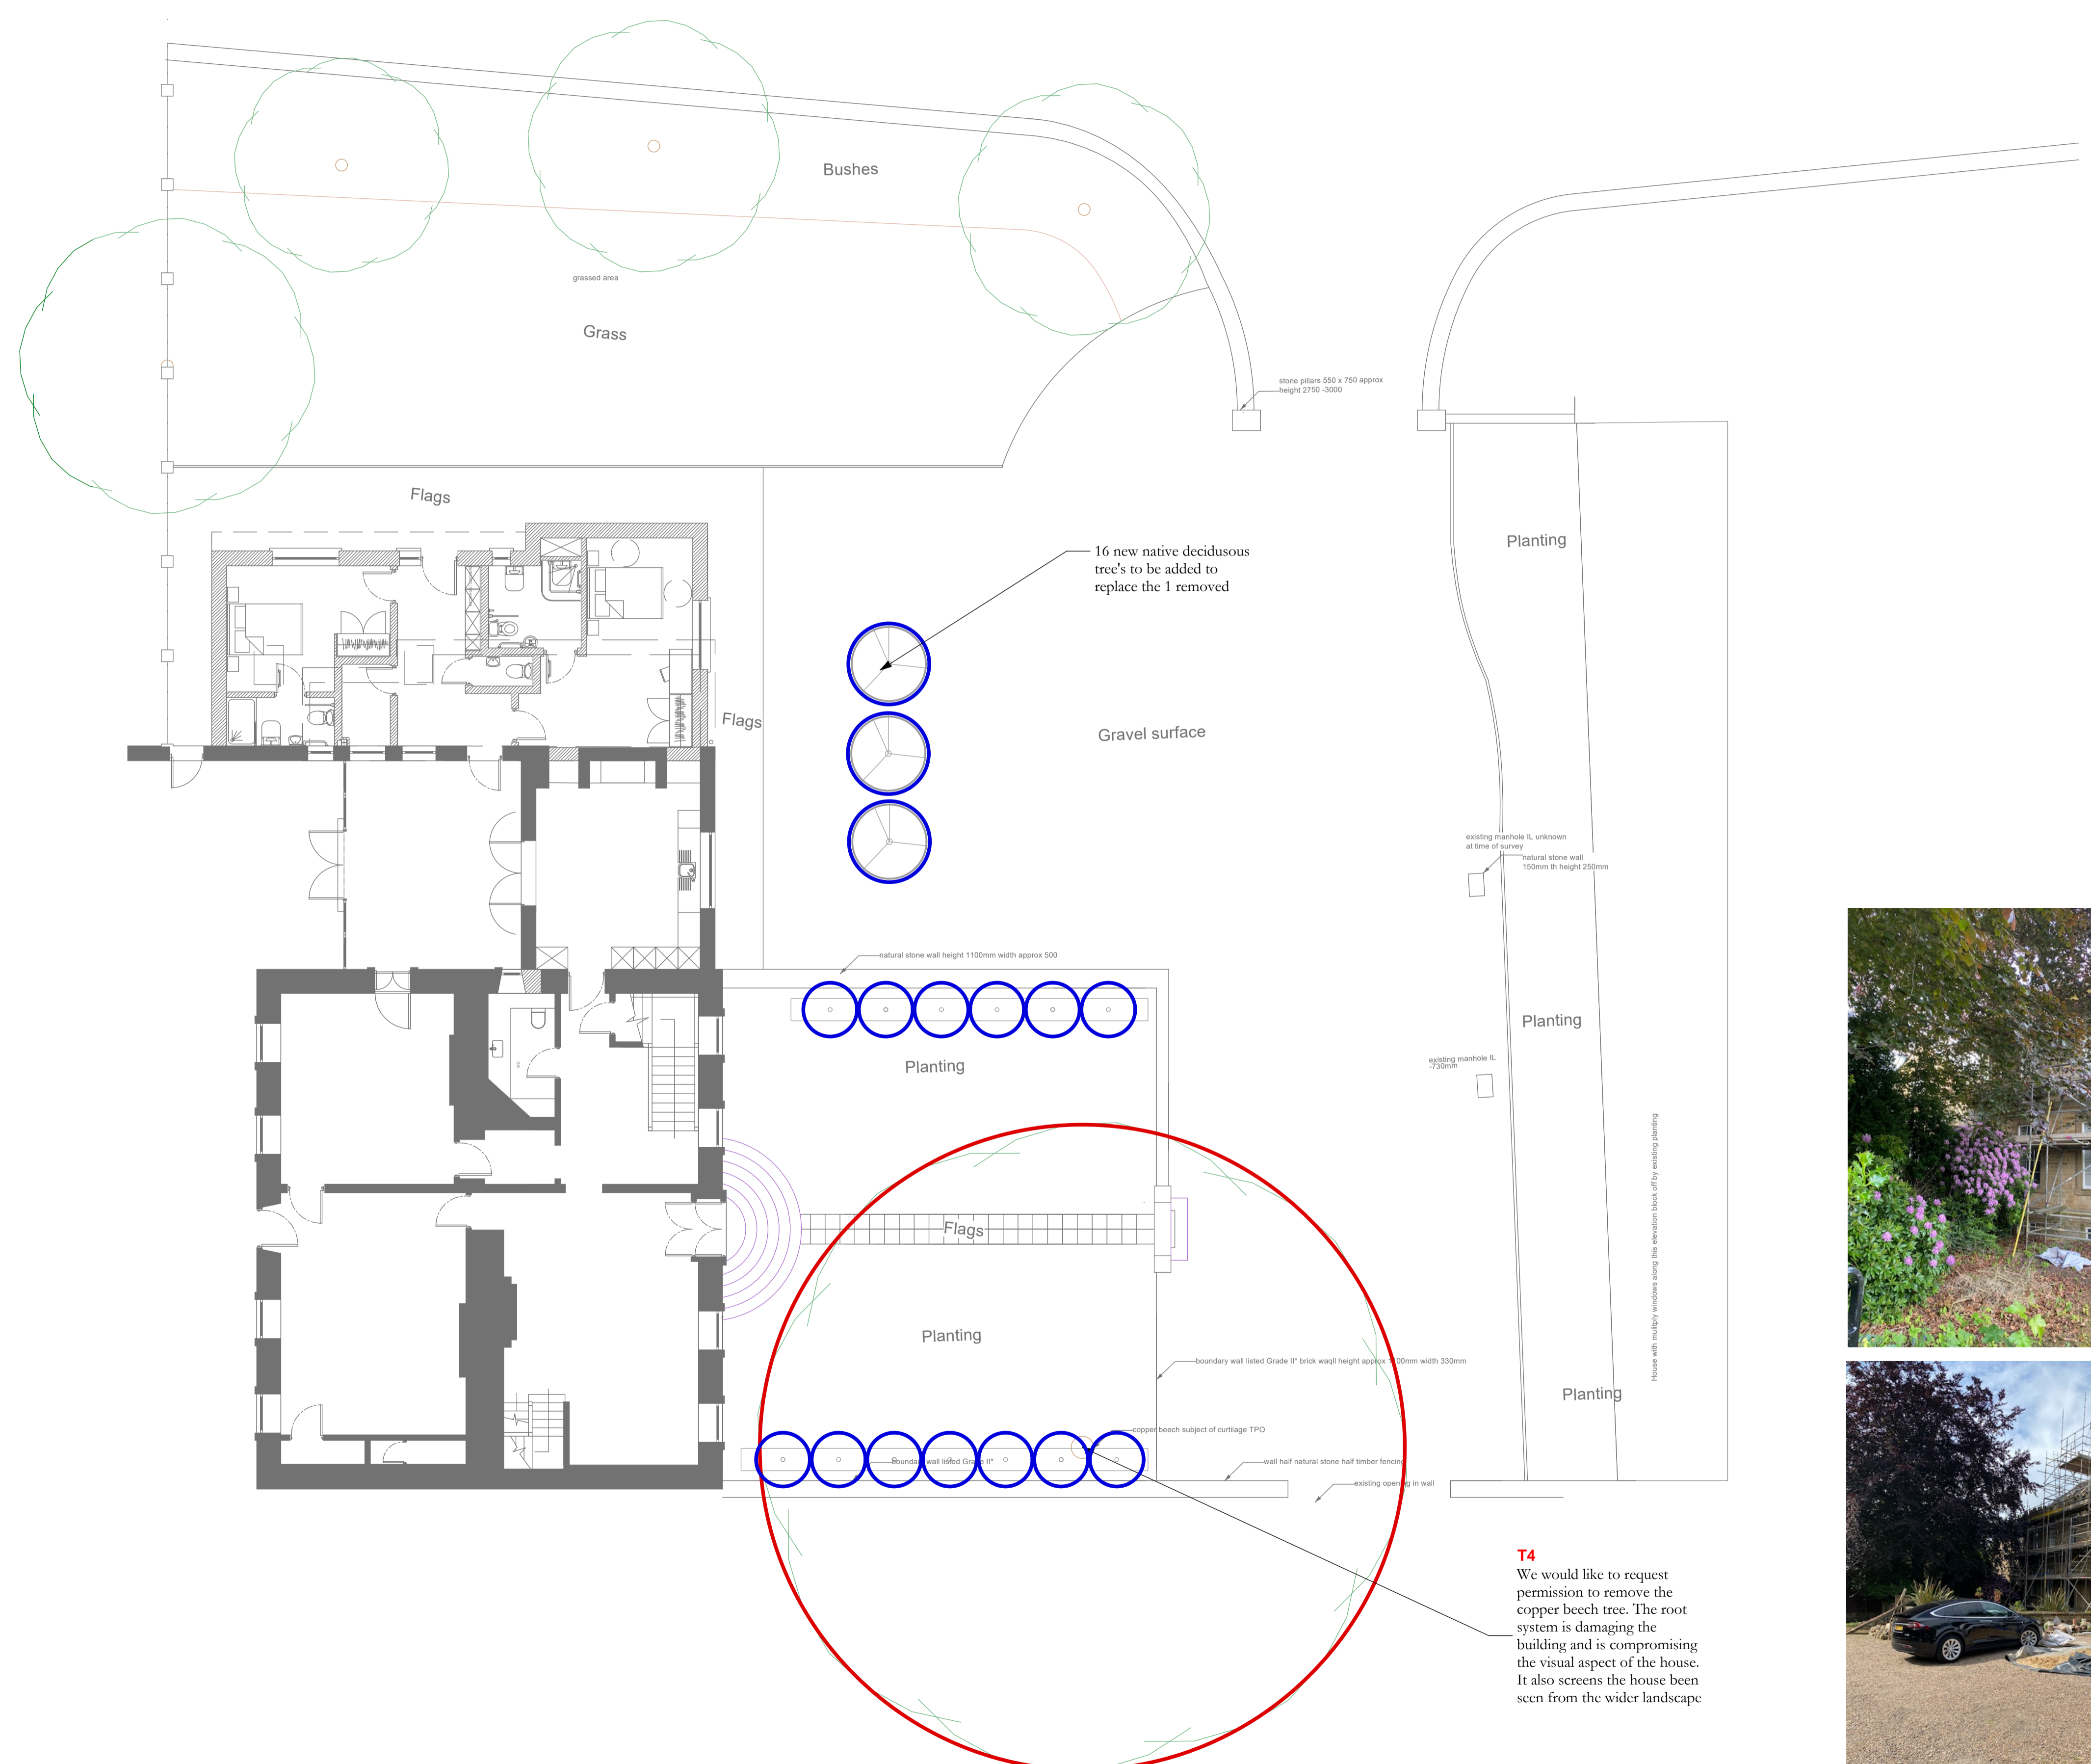 Bushes
grassed area
Grass
stone pillars 550 x 750 approx
height 2750 -3000
Flags
Planting
16 new native decidusous
tree's to be added to
replace the 1 removed
Flags
Gravel surface
existing manhole IL unknown
at time of survey
natural stone wall
150mm th height 250mm
natural stone wall height 1100mm width approx 500
Planting
existing manhole IL
-730mm
Planting
House with mulitply windows along this elevation block off by existing planting
Flags
Planting
boundary wall listed Grade II* brick waqll height approx 1100mm width 330mm
Planting
copper beech subject of curtilage TPO
boundary wall listed Grade II*
wall half natural stone half timber fencing
existing opening in wall
T4
We would like to request
permission to remove the
copper beech tree. The root
system is damaging the
building and is compromising
the visual aspect of the house.
It also screens the house been
seen from the wider landscape